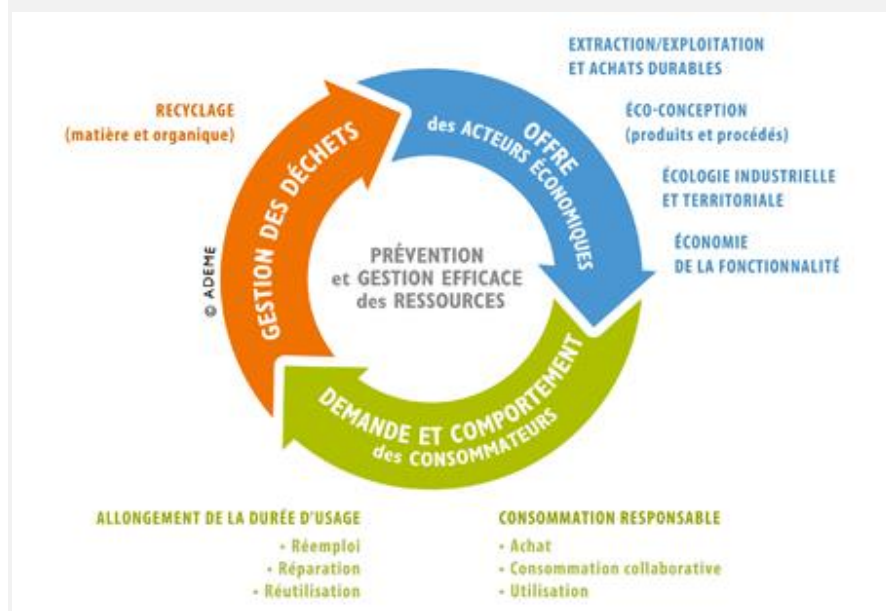 EXTRACTION/EXPLOITATION
ET ACHATS DURABLES
RECYCLAGE
(matière et organique)
ÉCO-CONCEPTION
(produits et procédés)
ÉCOLOGIE INDUSTRIELLE
ET TERRITORIALE
ÉCONOMIE
DE LA FONCTIONNALITÉ
OFFRE
des ACTEURS ÉCONOMIQUES
GESTION DES DÉCHETS
PRÉVENTION
et GESTION EFFICACE
des RESSOURCES
© ADEME
DEMANDE ET COMPORTEMENT
des CONSOMMATEURS
ALLONGEMENT DE LA DURÉE D'USAGE
• Réemploi
• Réparation
• Réutilisation
CONSOMMATION RESPONSABLE
• Achat
• Consommation collaborative
• Utilisation